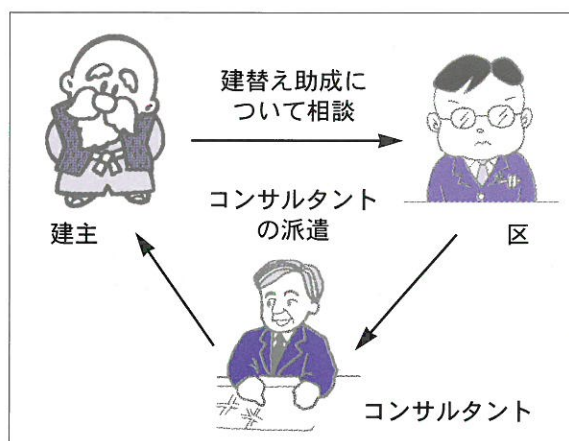 建替え助成に
ついて相談
コンサルタント
の派遣
建主
区
コンサルタント